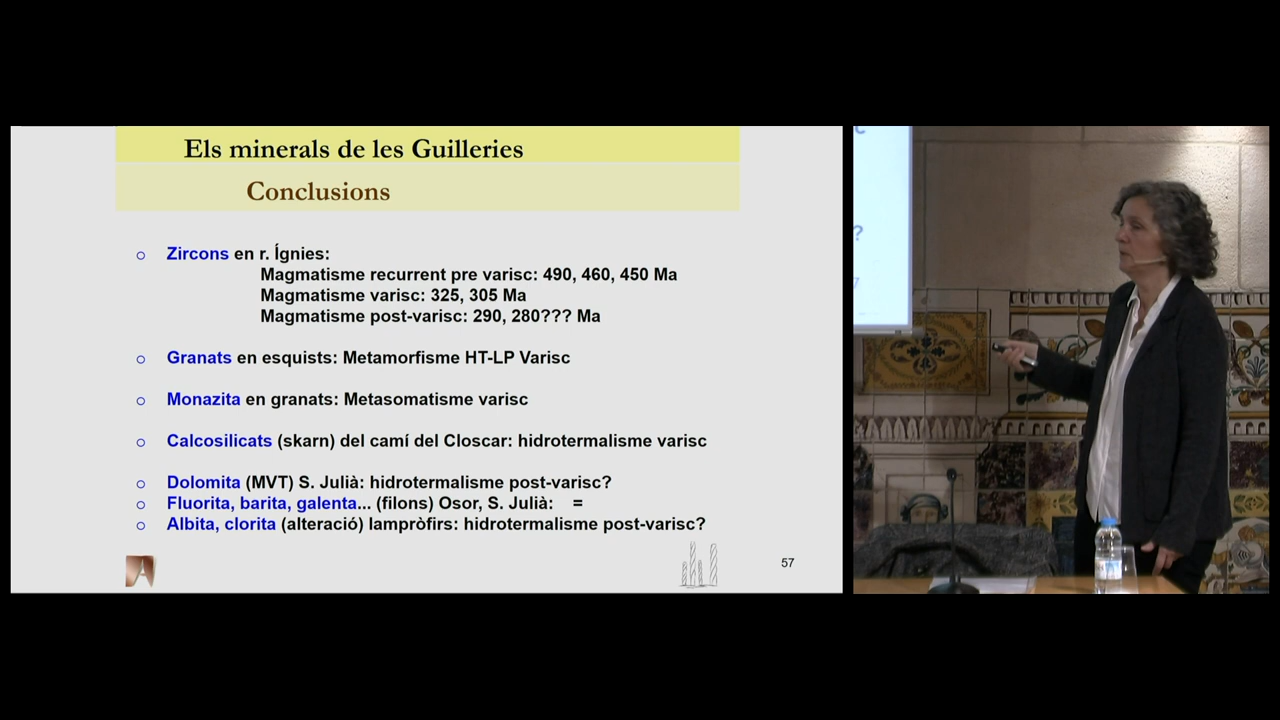 Els minerals de les Guilleries
Conclusions
o Zircons en r. Ígnies:
Magmatisme recurrent pre varisc: 490, 460, 450 Ma
Magmatisme varisc: 325, 305 Ma
Magmatisme post-varisc: 290, 280??? Ma
o Granats en esquists: Metamorfisme HT-LP Varisc
o Monazita en granats: Metasomatisme varisc
o Calcosilicats (skarn) del camí del Closcar: hidrotermalisme varisc
o Dolomita (MVT) S. Julià: hidrotermalisme post-varisc?
o Fluorita, barita, galenta... (filons) Osor, S. Julià: =
o Albita, clorita (alteració) lampròfirs: hidrotermalisme post-varisc?
57
c
?
7